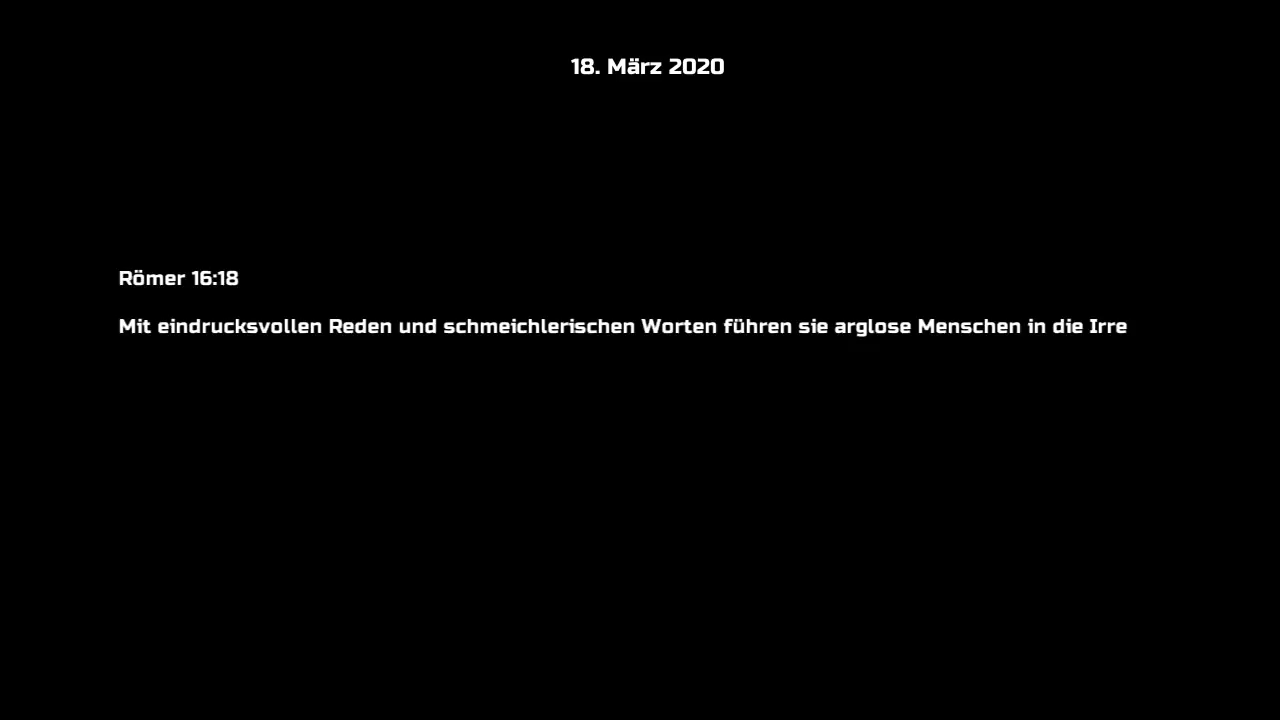 18. März 2020
Römer 16:18
Mit eindrucksvollen Reden und schmeichlerischen Worten führen sie arglose Menschen in die Irre